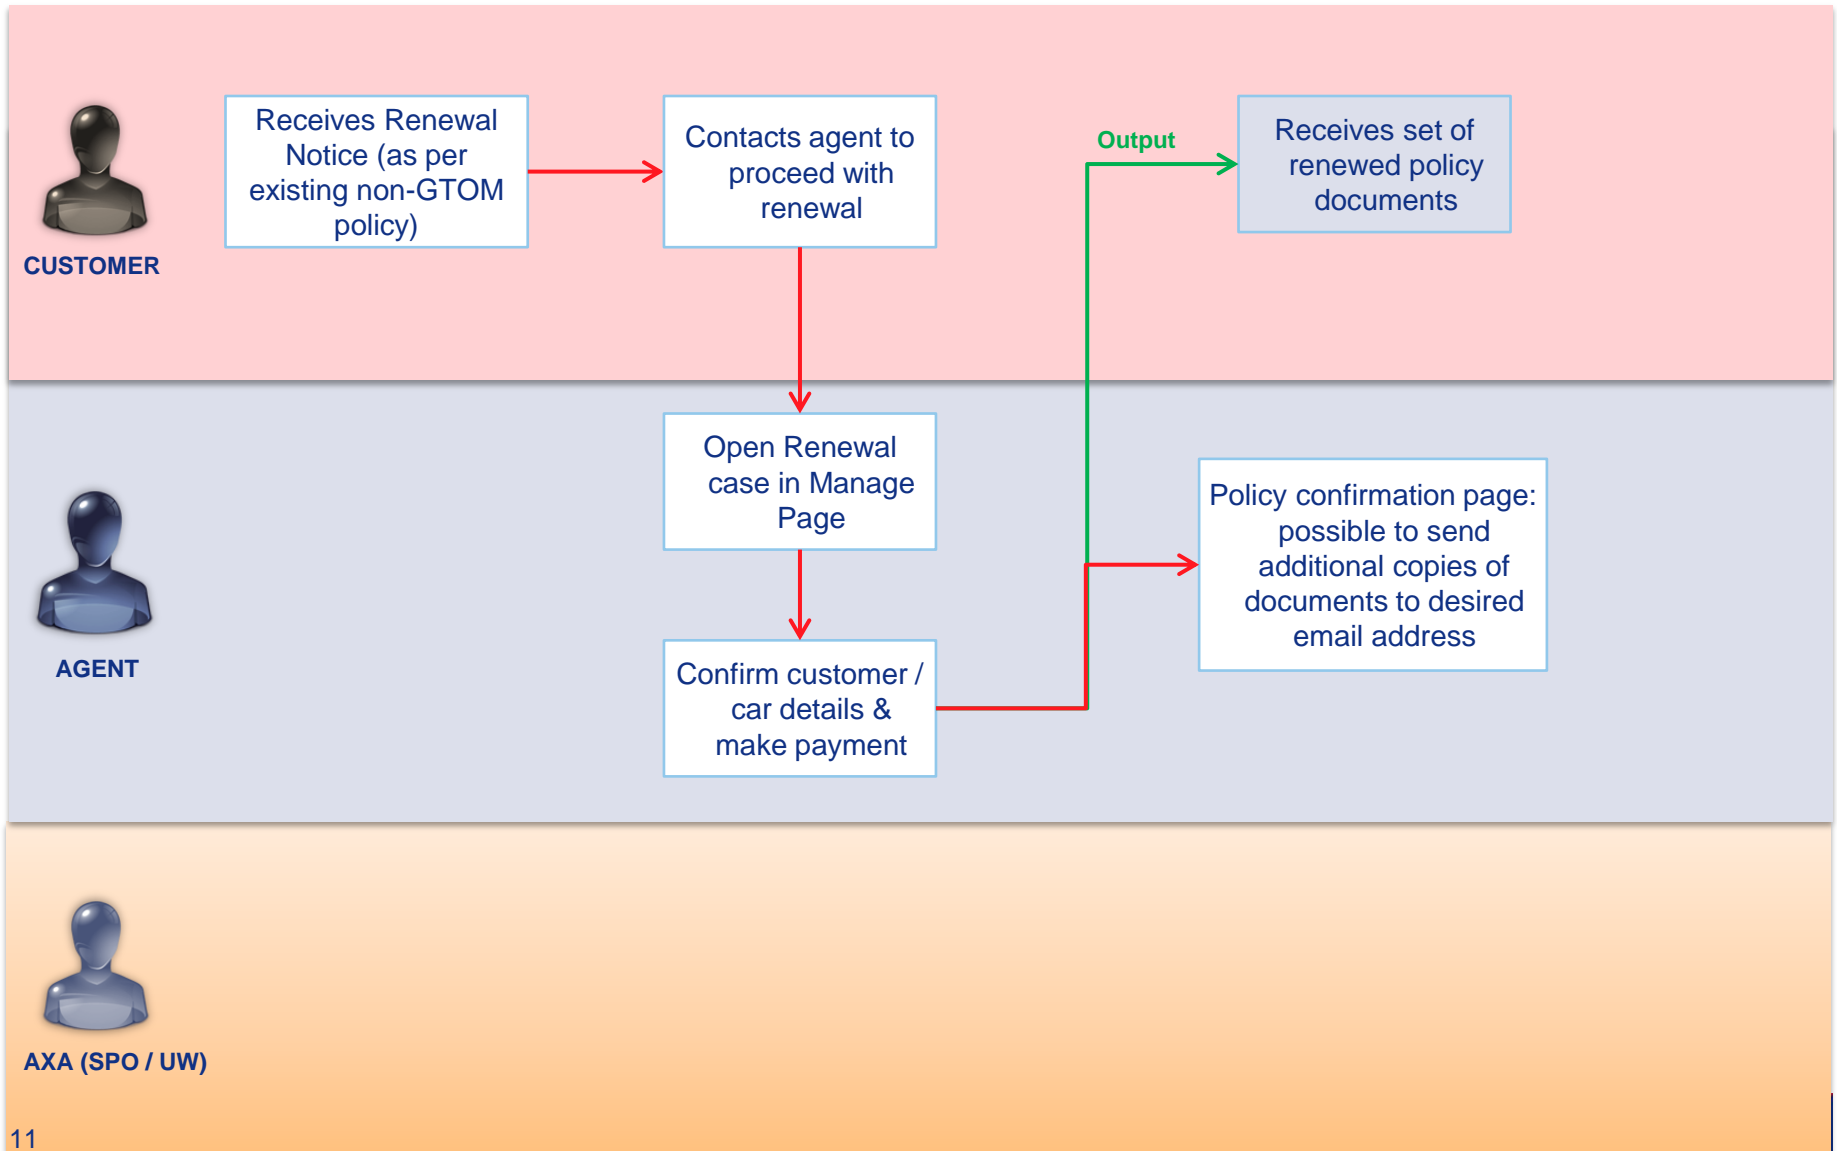 Receives Renewal
Notice (as per
existing non-GTOM
policy)
Contacts agent to
proceed with
renewal
Output
Receives set of
renewed policy
documents
CUSTOMER
Open Renewal
case in Manage
Page
Policy confirmation page:
possible to send
additional copies of
documents to desired
email address
AGENT
Confirm customer /
car details &
make payment
AXA (SPO / UW)
11